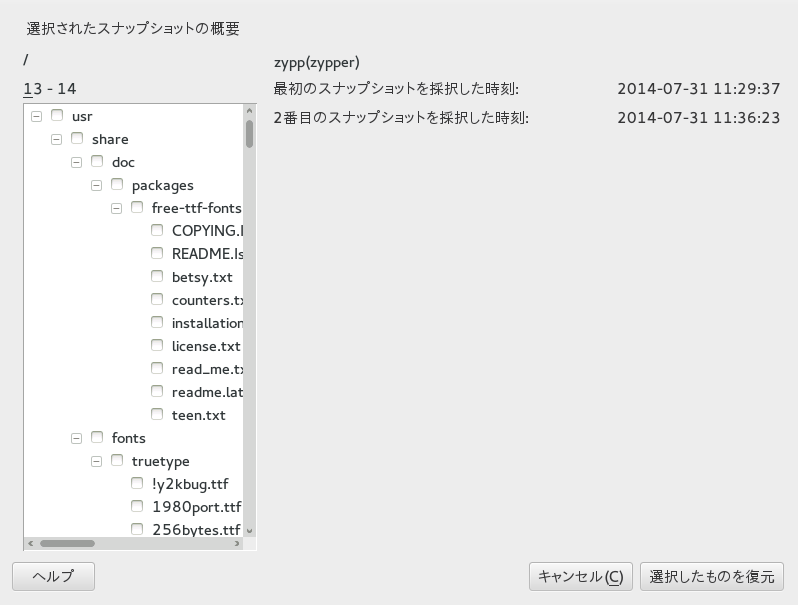 選択されたスナップショットの概要
/
zypp(zypper)
13 - 14
最初のスナップショットを採択した時刻: 2014-07-31 11:29:37
2番目のスナップショットを採択した時刻: 2014-07-31 11:36:23
usr
share
doc
packages
free-ttf-fonts
COPYING.
README.ls
betsy.txt
counters.tx
installation
license.txt
read_me.tx
readme.lat
teen.txt
fonts
truetype
!y2kbug.ttf
1980port.ttf
256bytes.ttf
ヘルプ キャンセル(C) 選択したものを復元